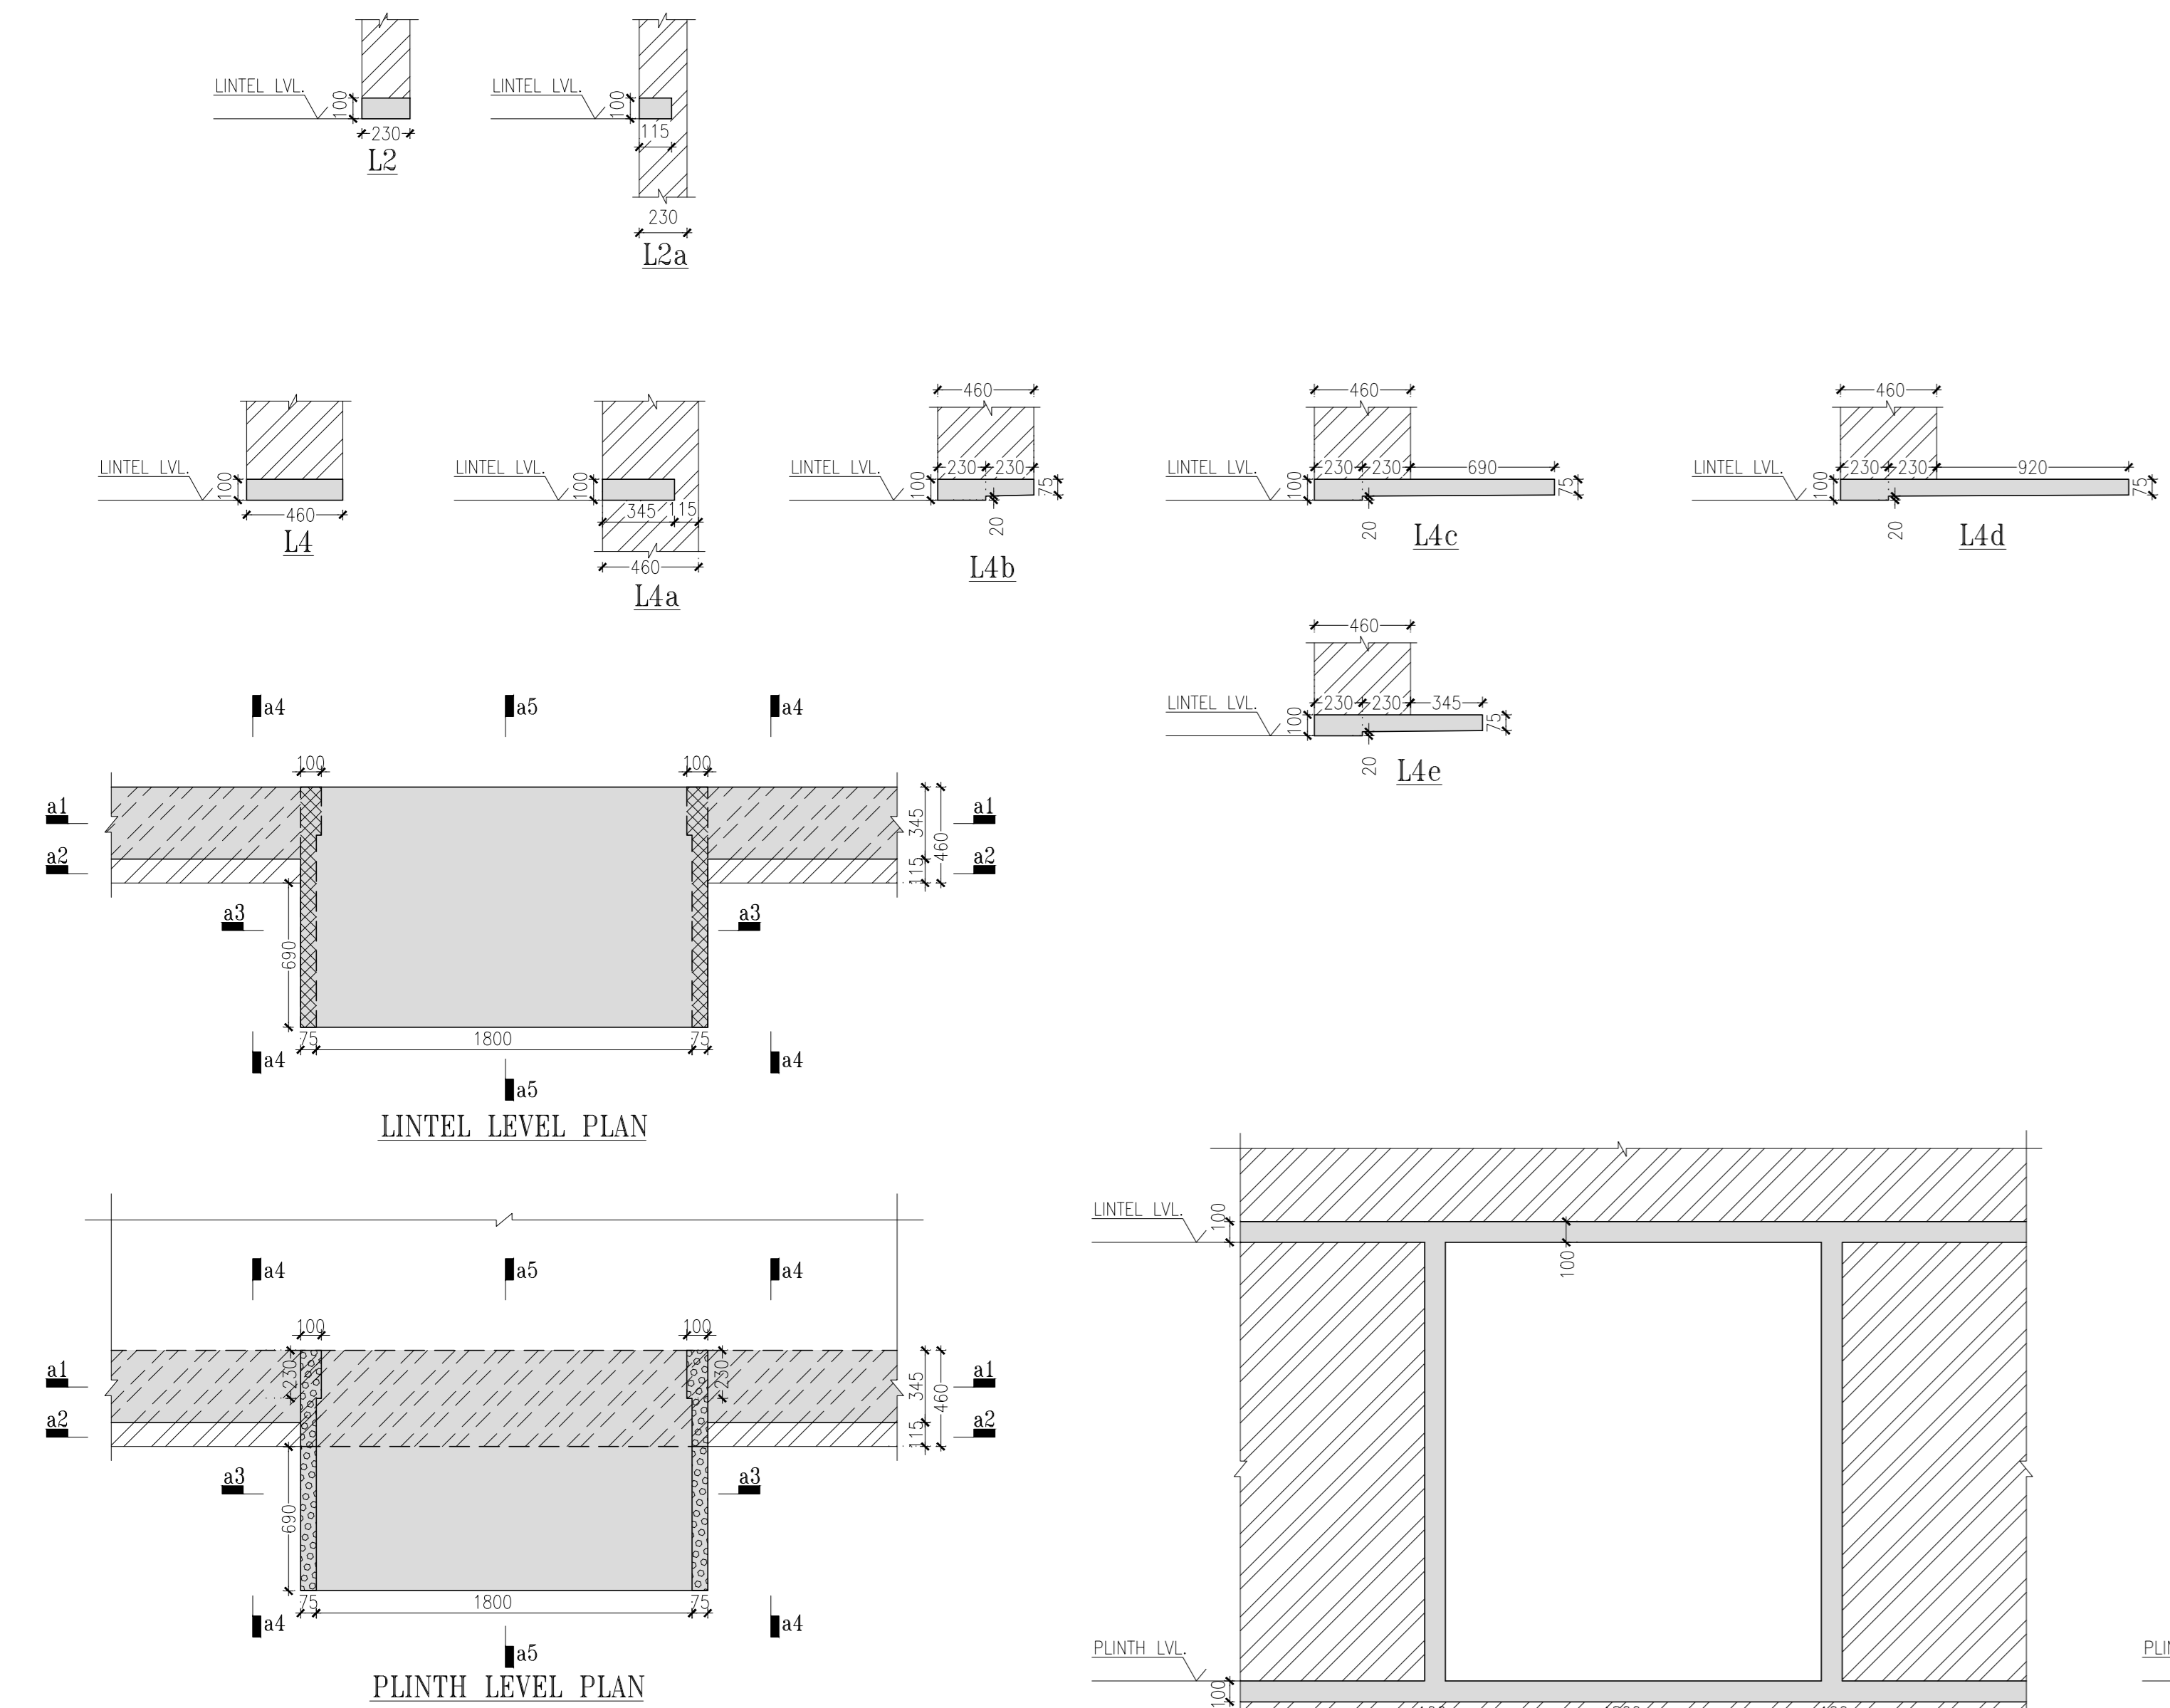 LINTEL LVL.
100
230
L2
LINTEL LVL.
100
115
230
L2a
LINTEL LVL.
100
460
L4
LINTEL LVL.
100
345
115
460
L4a
460
LINTEL LVL.
230
230
100
75
20
L4b
460
LINTEL LVL.
230
230
690
100
75
20
L4c
460
LINTEL LVL.
230
230
920
100
75
20
L4d
460
LINTEL LVL.
230
230
345
100
75
20
L4e
a4
a5
a4
100
100
a1
a1
345
460
a2
a2
115
a3
a3
690
75
1800
75
a4
a4
a5
LINTEL LEVEL PLAN
a4
a5
a4
100
100
230
230
a1
a1
345
460
a2
a2
115
a3
a3
690
75
1800
75
a4
a4
a5
PLINTH LEVEL PLAN
LINTEL LVL.
100
100
PLINTH LVL.
100